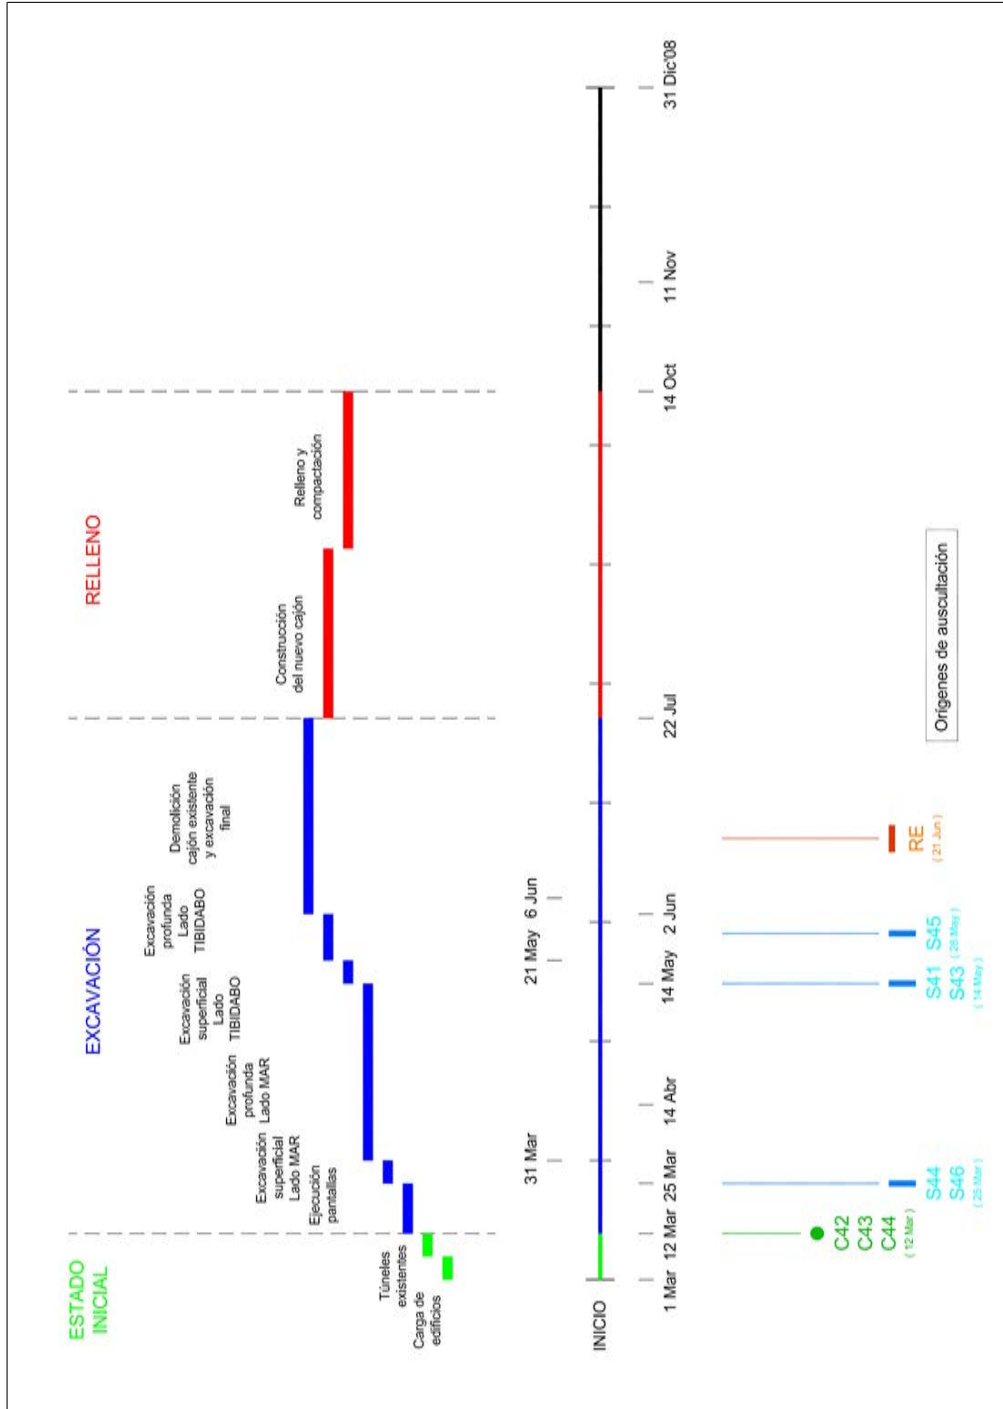 ESTADO
INICIAL
EXCAVACIÓN
RELLENO
Carga de
edificios
Túneles
existentes
Ejecución
pantallas
Excavación
superficial
Lado MAR
Excavación
profunda
Lado MAR
Excavación
superficial
Lado
TIBIDABO
Excavación
profunda
Lado
TIBIDABO
Demolición
cajón existente
y excavación
final
Construcción
del nuevo cajón
Relleno y
compactación
31 Mar
21 May
6 Jun
INICIO
1 Mar
12 Mar
25 Mar
14 Abr
14 May
2 Jun
22 Jul
14 Oct
11 Nov
31 Dic'08
C42
C43
C44
( 12 Mar )
S44
S46
( 25 Mar )
S41
S43
( 14 May )
S45
( 28 May )
RE
( 21 Jun )
Orígenes de auscultación